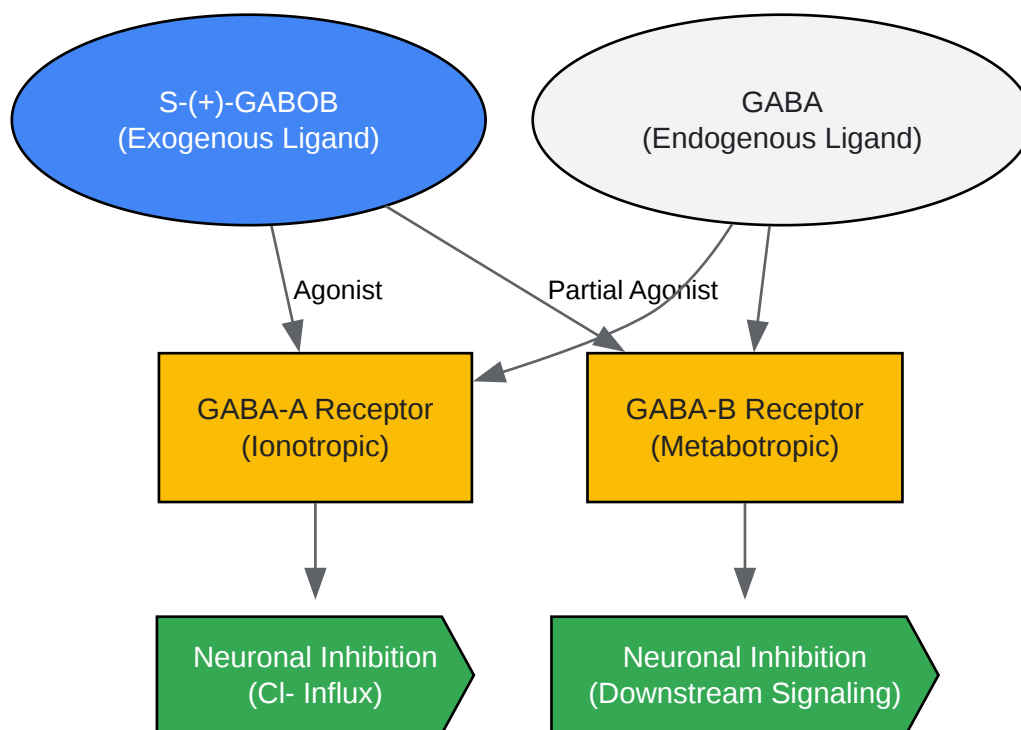 S-(+)-GABOB
(Exogenous Ligand)
GABA
(Endogenous Ligand)
Agonist
Partial Agonist
GABA-A Receptor
(Ionotropic)
GABA-B Receptor
(Metabotropic)
Neuronal Inhibition
(Cl- Influx)
Neuronal Inhibition
(Downstream Signaling)